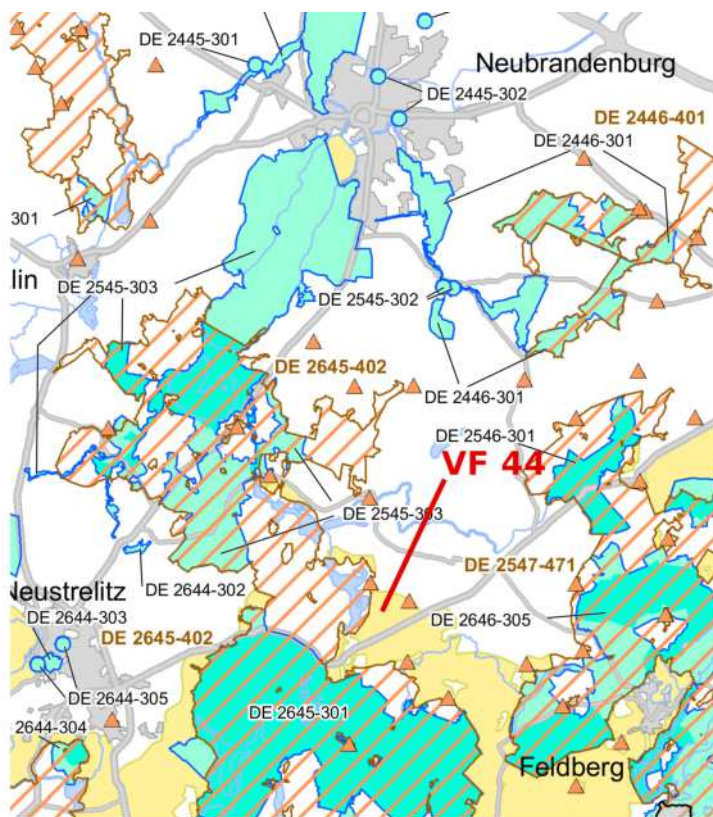 DE 2445-301
Neubrandenburg
DE 2445-302
DE 2446-401
DE 2446-301
301
lin
DE 2545-303
DE 2545-302
DE 2645-402
DE 2446-301
DE 2546-301
VF 44
DE 2545-303
DE 2547-471
DE 2644-302
Neustrelitz
DE 2644-303
DE 2645-402
DE 2646-305
DE 2644-305
DE 2645-301
2644-304
Feldberg